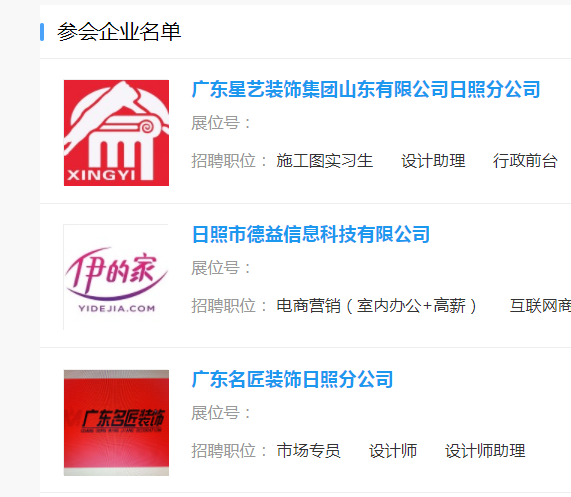 参会企业名单
XINGYI
广东星艺装饰集团山东有限公司日照分公司
展位号：
招聘职位： 施工图实习生 设计助理 行政前台
伊的家
YIDEJIA.COM
日照市德益信息科技有限公司
展位号：
招聘职位： 电商营销（室内办公+高薪） 互联网商
广东名匠装饰
广东名匠装饰日照分公司
展位号：
招聘职位： 市场专员 设计师 设计师助理